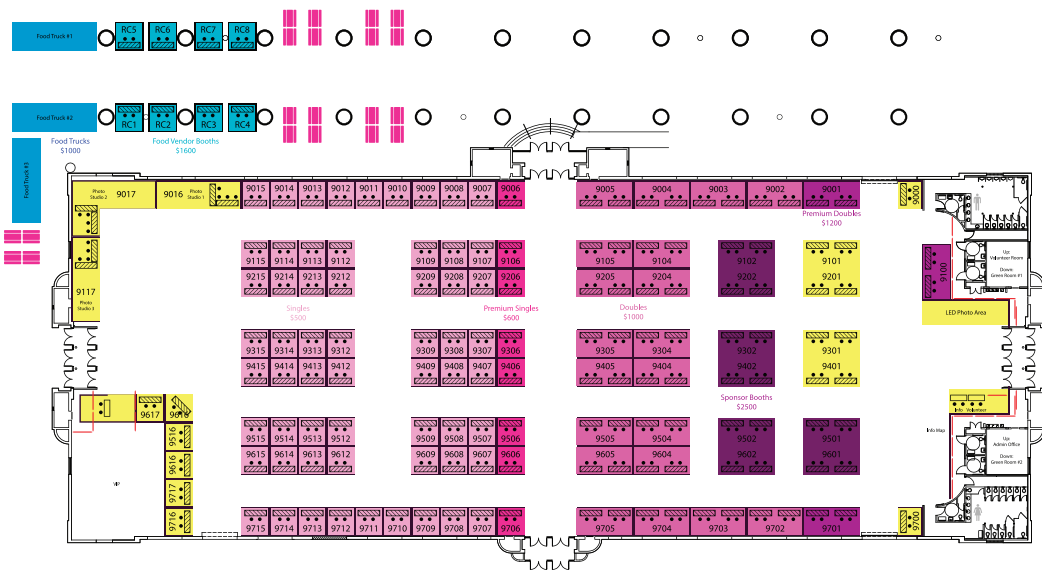 RC5 RC6 RC7 RC8
Food Truck #1
Food Truck #2
RC1 RC2 RC3 RC4
Food Trucks
$1000
Food Vendor Booths
$1600
Food Truck #3
Photo
Studio 2
9017
9016
Photo
Studio 1
9015 9014 9013 9012 9011 9010 9009 9008 9007 9006
9005 9004 9003 9002 9001
9000
Premium Doubles
$1200
9115 9114 9113 9112
9109 9108 9107 9106
9105 9104
9102
9101
9215 9214 9213 9212
9209 9208 9207 9206
9205 9204
9202
9201
9100
Up:
Volunteer Room
Down:
Green Room #1
9117
Photo
Studio 3
Singles
$500
Premium Singles
$600
Doubles
$1000
LED Photo Area
9315 9314 9313 9312
9309 9308 9307 9306
9305 9304
9302
9301
9415 9414 9413 9412
9409 9408 9407 9406
9405 9404
9402
9401
Sponsor Booths
$2500
Info Volunteer
Info Map
9617
9616
9516
9616
9717
9716
VIP
9515 9514 9513 9512
9509 9508 9507 9506
9505 9504
9502
9501
9615 9614 9613 9612
9609 9608 9607 9606
9605 9604
9602
9601
Up:
Admin Office
Down:
Green Room #2
9715 9714 9713 9712 9711 9710 9709 9708 9707 9706
9705 9704 9703 9702 9701
9700